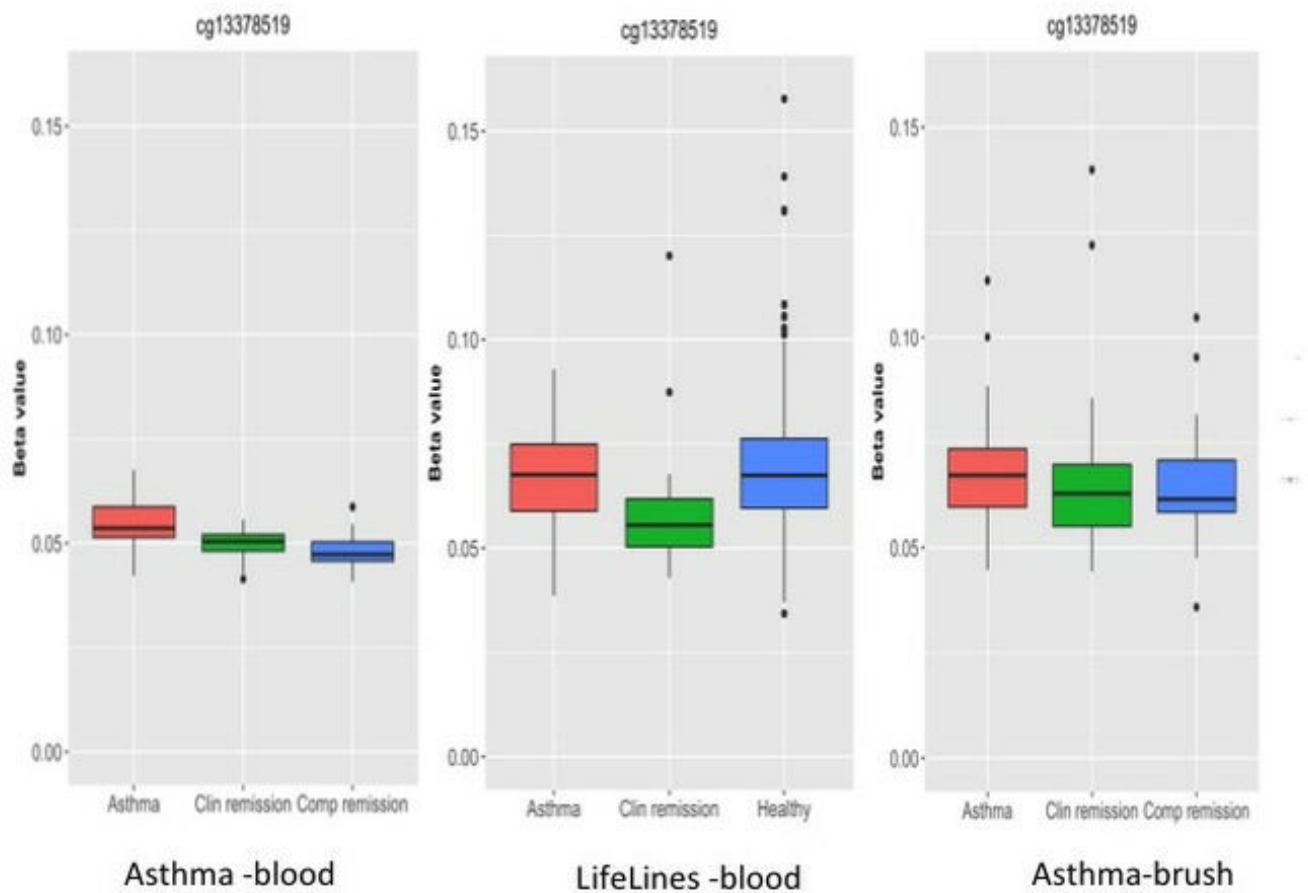 cg13378519
0.15
0.10
0.05
0.00
Beta value
Asthma Clin remission Comp remission
Asthma -blood
cg13378519
0.15
0.10
0.05
0.00
Beta value
Asthma Clin remission Healthy
LifeLines -blood
cg13378519
0.15
0.10
0.05
0.00
Beta value
Asthma Clin remission Comp remission
Asthma-brush